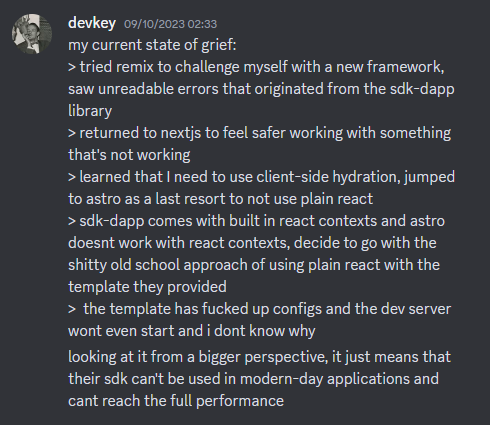 devkey 09/10/2023 02:33
my current state of grief:
> tried remix to challenge myself with a new framework,
saw unreadable errors that originated from the sdk-dapp
library
> returned to nextjs to feel safer working with something
that's not working
> learned that I need to use client-side hydration, jumped
to astro as a last resort to not use plain react
> sdk-dapp comes with built in react contexts and astro
doesnt work with react contexts, decide to go with the
shitty old school approach of using plain react with the
template they provided
>  the template has fucked up configs and the dev server
wont even start and i dont know why
looking at it from a bigger perspective, it just means that
their sdk can't be used in modern-day applications and
cant reach the full performance